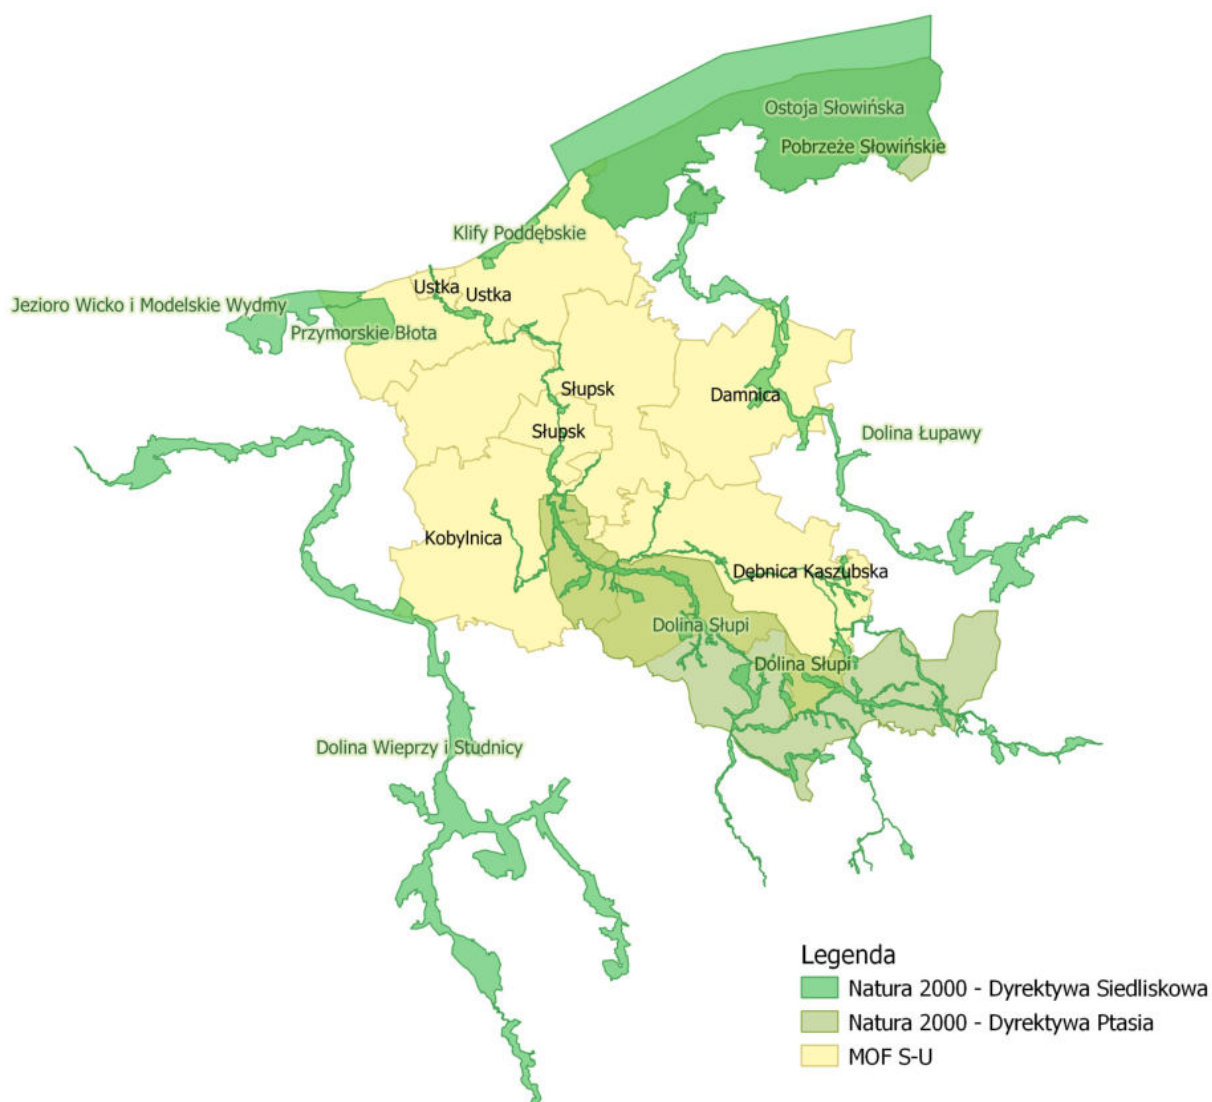 Ostoja Słowińska
Pobrzeże Słowińskie
Klify Poddębskie
Ustka
Ustka
Jezioro Wicko i Modelskie Wydmy
Przymorskie Błota
Słupsk
Damnica
Słupsk
Dolina Łupawy
Kobylnica
Dębnica Kaszubska
Dolina Słupi
Dolina Słupi
Dolina Wieprzy i Studnicy
Legenda
Natura 2000 - Dyrektywa Siedliskowa
Natura 2000 - Dyrektywa Ptasia
MOF S-U